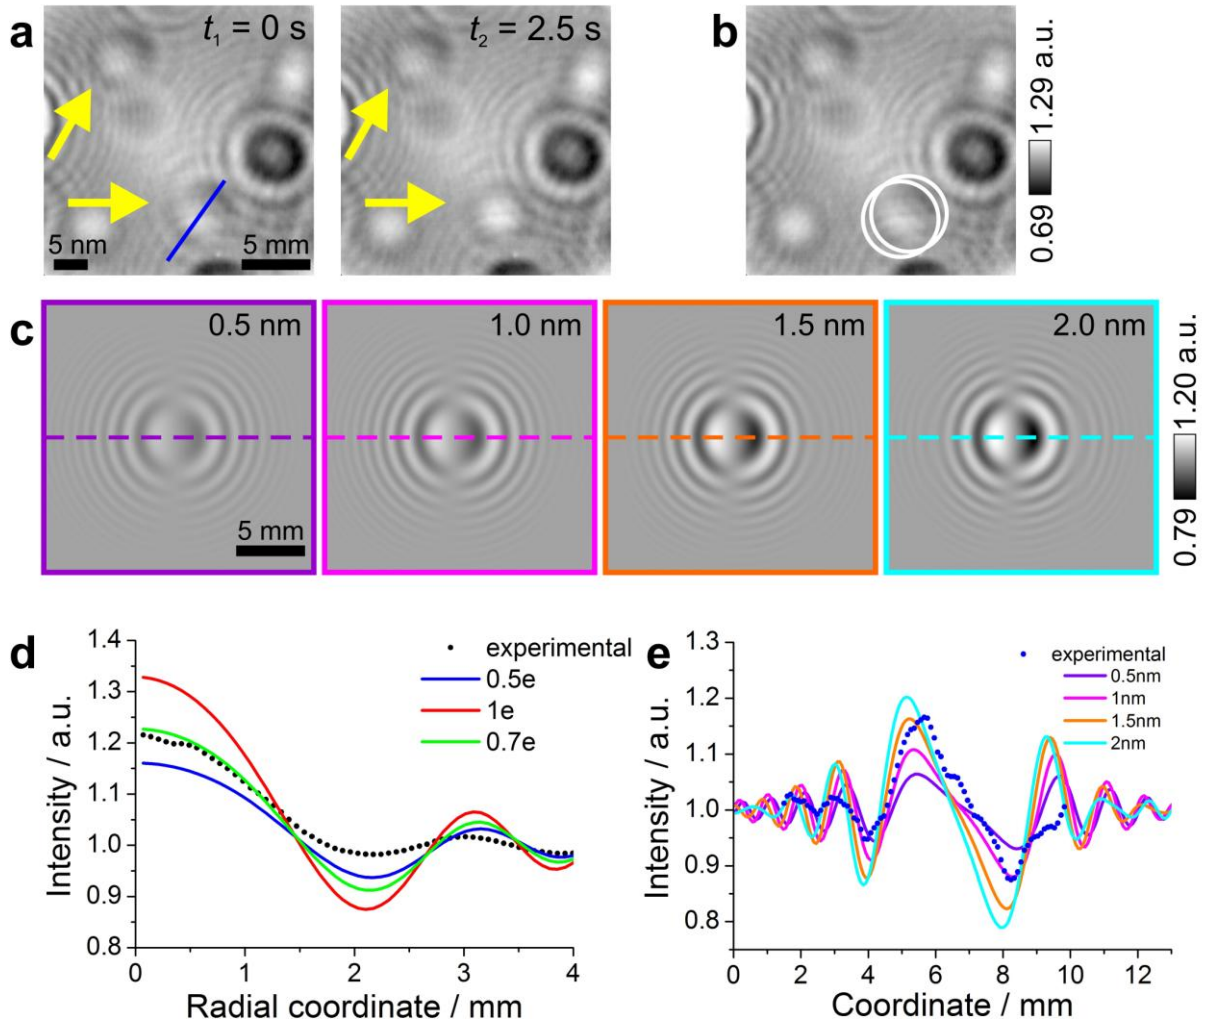 a
t₁ = 0 s
t₂ = 2.5 s
5 nm
5 mm
b
1.29 a.u.
0.69
c
0.5 nm
1.0 nm
1.5 nm
2.0 nm
5 mm
1.20 a.u.
0.79
d
1.4
1.3
1.2
1.1
1.0
0.9
0.8
Intensity / a.u.
experimental
0.5e
1e
0.7e
0
1
2
3
4
Radial coordinate / mm
e
1.3
1.2
1.1
1.0
0.9
0.8
Intensity / a.u.
experimental
0.5nm
1nm
1.5nm
2nm
0
2
4
6
8
10
12
Coordinate / mm